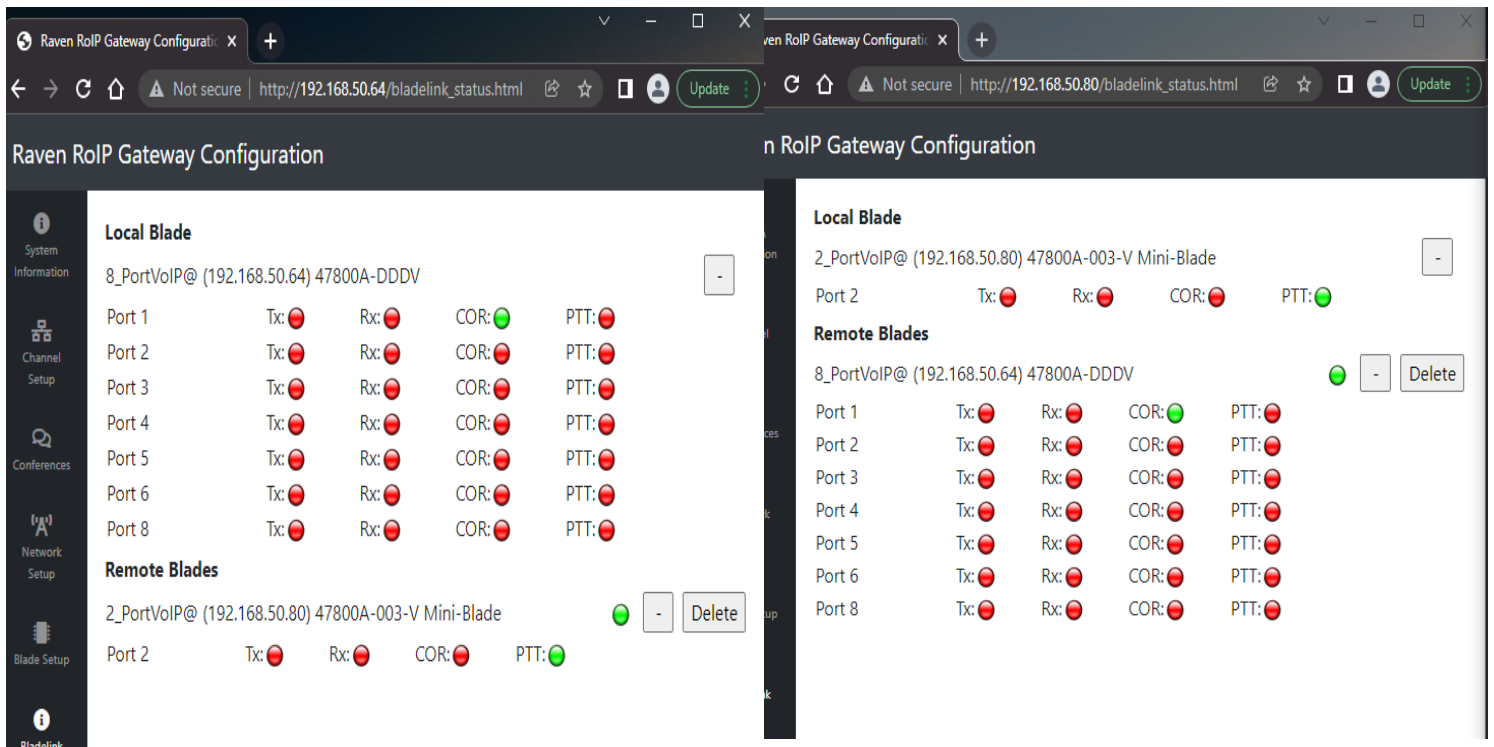 Raven RoIP Gateway Configuratic
Not secure
http://192.168.50.64/bladelink_status.html
Update
Raven RoIP Gateway Configuration
System
Information
Channel
Setup
Conferences
Network
Setup
Blade Setup
Bladelink
Local Blade
8_PortVoIP@ (192.168.50.64) 47800A-DDDV -
Port 1 Tx: Rx: COR: PTT:
Port 2 Tx: Rx: COR: PTT:
Port 3 Tx: Rx: COR: PTT:
Port 4 Tx: Rx: COR: PTT:
Port 5 Tx: Rx: COR: PTT:
Port 6 Tx: Rx: COR: PTT:
Port 8 Tx: Rx: COR: PTT:
Remote Blades
2_PortVoIP@ (192.168.50.80) 47800A-003-V Mini-Blade - Delete
Port 2 Tx: Rx: COR: PTT:
ven RoIP Gateway Configuratic
Not secure
http://192.168.50.80/bladelink_status.html
Update
n RoIP Gateway Configuration
on
el
ces
k
up
k
Local Blade
2_PortVoIP@ (192.168.50.80) 47800A-003-V Mini-Blade -
Port 2 Tx: Rx: COR: PTT:
Remote Blades
8_PortVoIP@ (192.168.50.64) 47800A-DDDV - Delete
Port 1 Tx: Rx: COR: PTT:
Port 2 Tx: Rx: COR: PTT:
Port 3 Tx: Rx: COR: PTT:
Port 4 Tx: Rx: COR: PTT:
Port 5 Tx: Rx: COR: PTT:
Port 6 Tx: Rx: COR: PTT:
Port 8 Tx: Rx: COR: PTT: